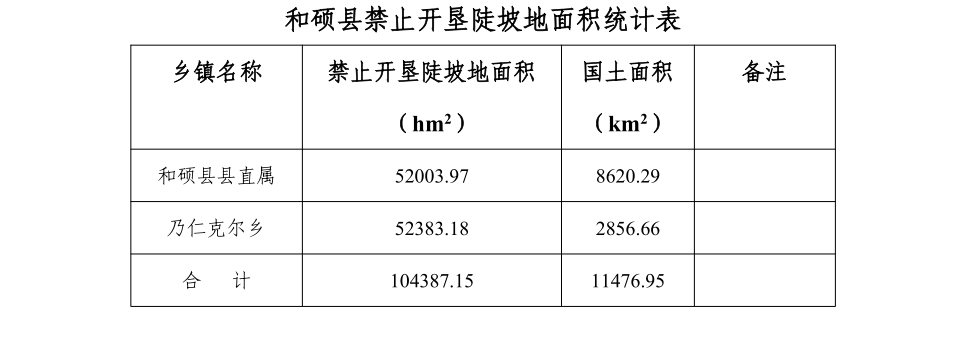 和硕县禁止开垦陡坡地面积统计表
乡镇名称 禁止开垦陡坡地面积 国土面积 备注
（hm²） （km²）
和硕县县直属 52003.97 8620.29
乃仁克尔乡 52383.18 2856.66
合 计 104387.15 11476.95